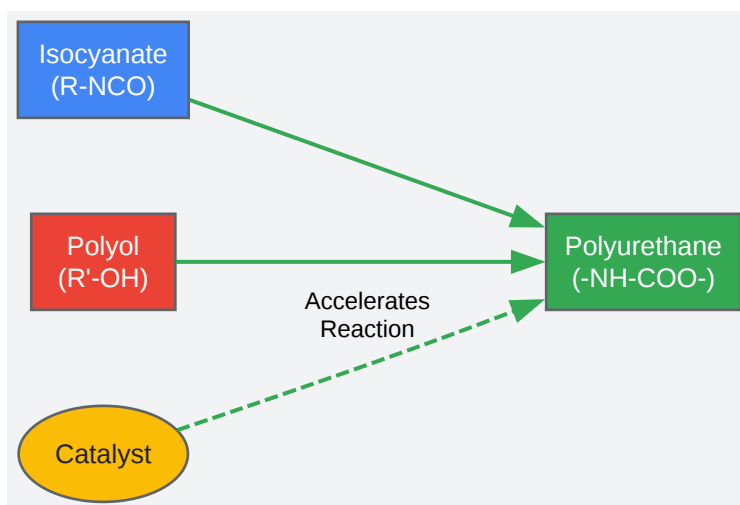 Isocyanate
(R-NCO)
Polyol
(R'-OH)
Polyurethane
(-NH-COO-)
Accelerates
Reaction
Catalyst